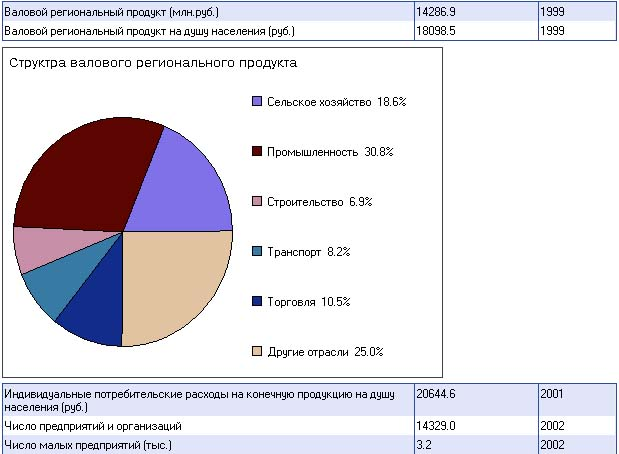 Валовой региональный продукт (млн.руб.) 14286.9 1999
Валовой региональный продукт на душу населения (руб.) 18098.5 1999
Структра валового регионального продукта
Сельское хозяйство 18.6%
Промышленность 30.8%
Строительство 6.9%
Транспорт 8.2%
Торговля 10.5%
Другие отрасли 25.0%
Индивидуальные потребительские расходы на конечную продукцию на душу 20644.6 2001
населения (руб.)
Число предприятий и организаций 14329.0 2002
Число малых предприятий (тыс.) 3.2 2002